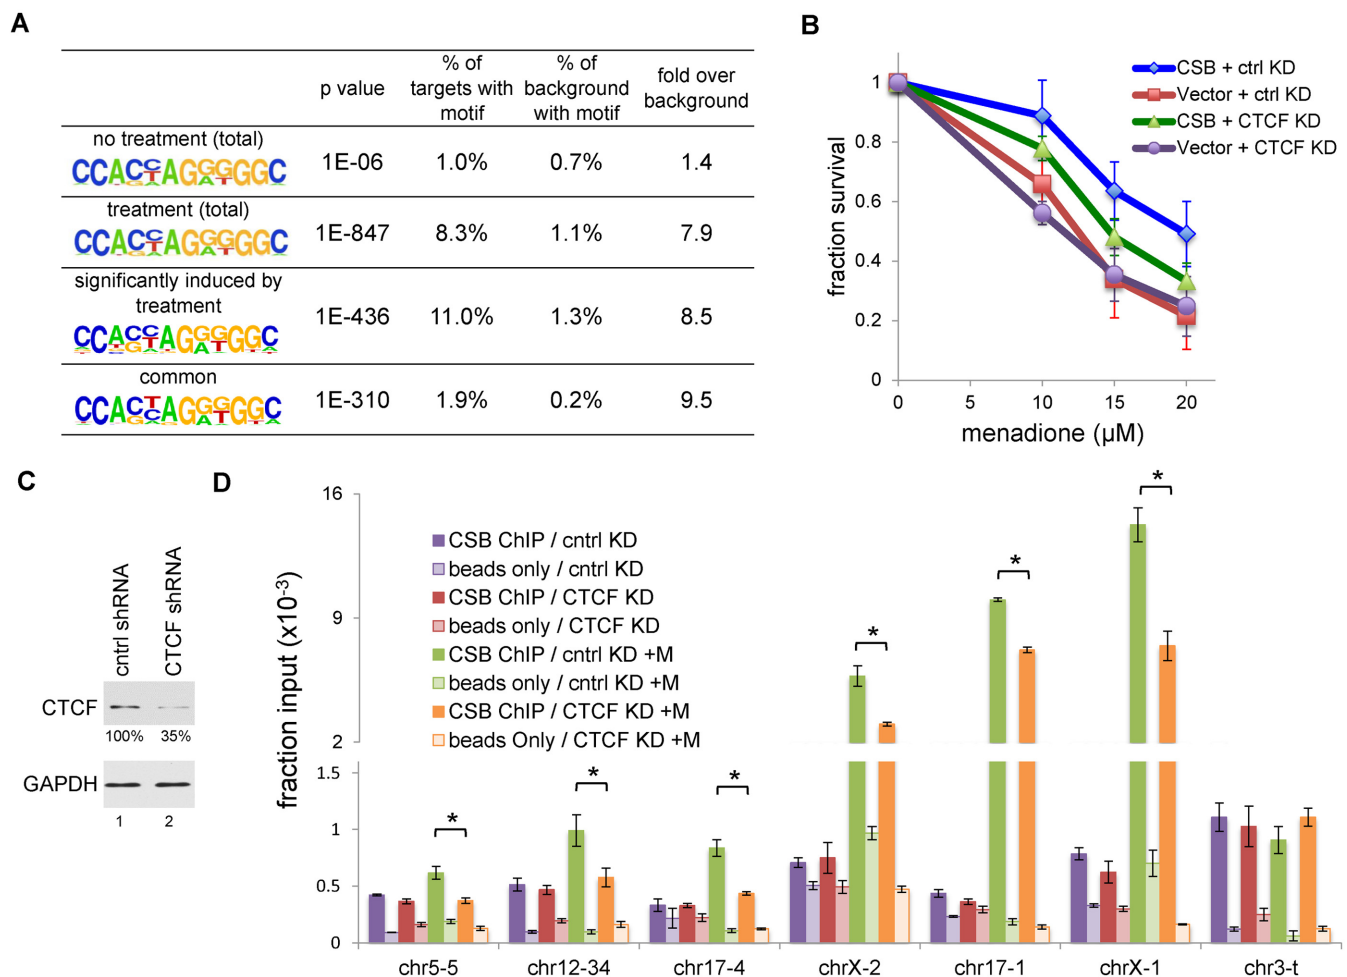 A
p value
% of
targets with
motif
% of
background
with motif
fold over
background
no treatment (total)
CCACCTAGGGGGC
1E-06
1.0%
0.7%
1.4
treatment (total)
1E-847
8.3%
1.1%
7.9
significantly induced by
treatment
1E-436
11.0%
1.3%
8.5
common
1E-310
1.9%
0.2%
9.5
B
fraction survival
1
0.8
0.6
0.4
0.2
0
0
5
10
15
20
menadione (µM)
CSB + ctrl KD
Vector + ctrl KD
CSB + CTCF KD
Vector + CTCF KD
C
cntrl shRNA
CTCF shRNA
CTCF
100%
35%
GAPDH
1
2
D
fraction input (x10-3)
16
9
2
1.5
1
0.5
0
CSB ChIP / cntrl KD
beads only / cntrl KD
CSB ChIP / CTCF KD
beads only / CTCF KD
CSB ChIP / cntrl KD +M
beads only / cntrl KD +M
CSB ChIP / CTCF KD +M
beads Only / CTCF KD +M
*
*
*
*
*
*
chr5-5
chr12-34
chr17-4
chrX-2
chr17-1
chrX-1
chr3-t